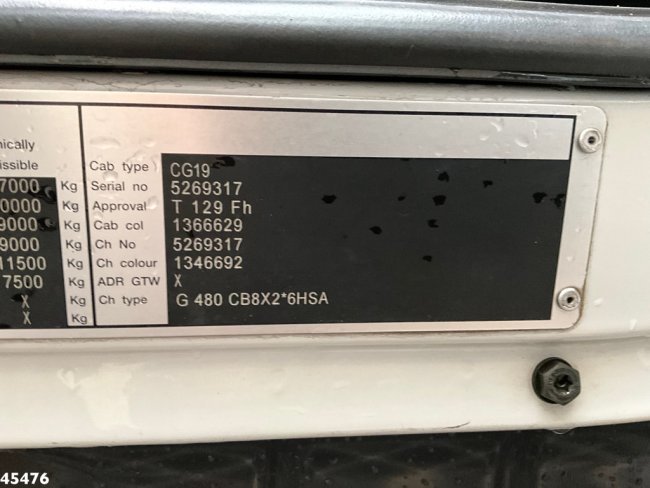 nically
issible
7000 Kg Cab type CG19
0000 Kg Serial no 5269317
9000 Kg Approval T 129 Fh
9000 Kg Cab col 1366629
11500 Kg Ch No 5269317
7500 Kg Ch colour 1346692
X Kg ADR GTW X
X Kg Ch type G 480 CB8X2*6HSA
45476